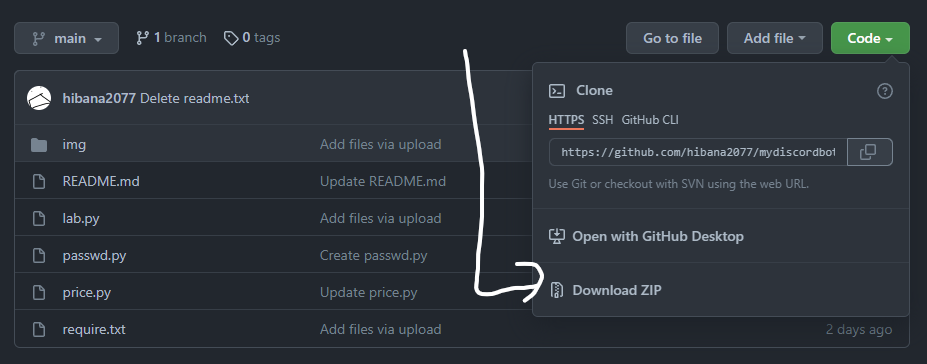 main 1 branch 0 tags Go to file Add file Code
hibana2077 Delete readme.txt
img Add files via upload
README.md Update README.md
lab.py Add files via upload
passwd.py Create passwd.py
price.py Update price.py
require.txt Add files via upload 2 days ago
Clone
HTTPS SSH GitHub CLI
https://github.com/hibana2077/mydiscordbot
Use Git or checkout with SVN using the web URL.
Open with GitHub Desktop
Download ZIP